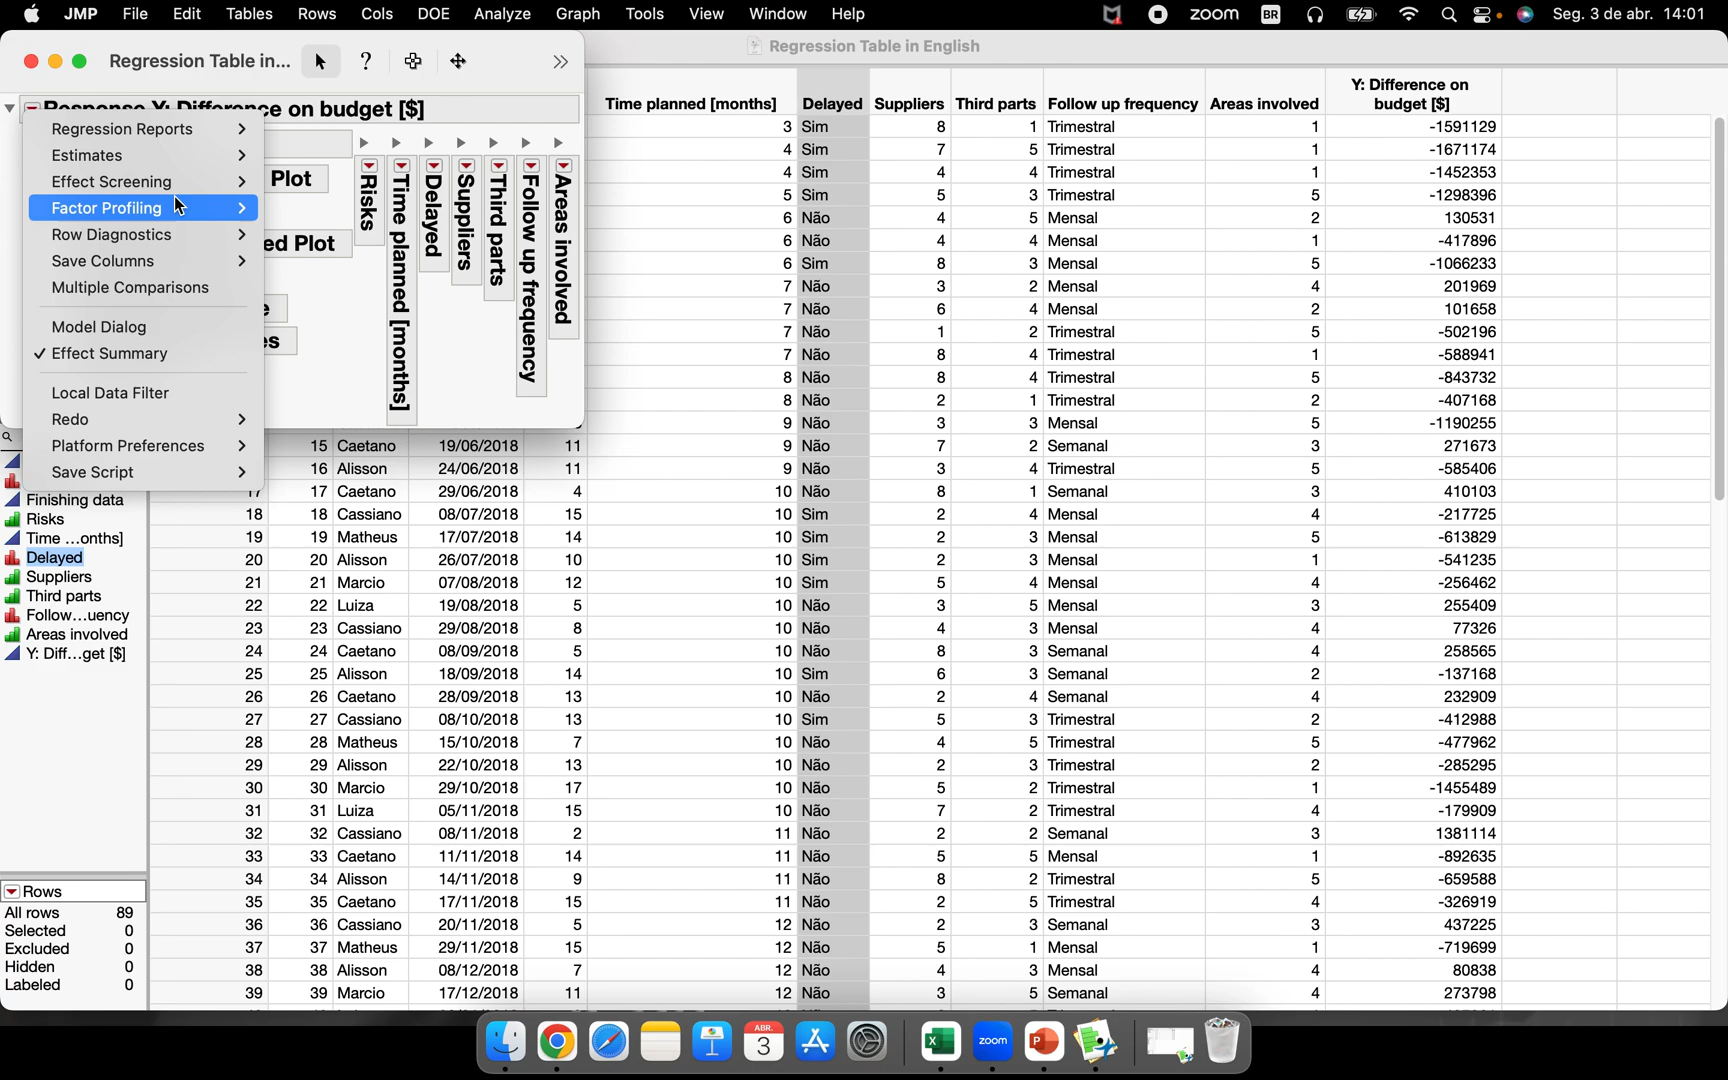 JMP File Edit Tables Rows Cols DOE Analyze Graph Tools View Window Help zoom BR Seg. 3 de abr. 14:01
Regression Table in... ?
Regression Table in English
Response Y: Difference on budget [$]
Regression Reports
Estimates
Effect Screening
Factor Profiling
Row Diagnostics
Save Columns
Multiple Comparisons
Model Dialog
✓ Effect Summary
Local Data Filter
Redo
Platform Preferences
Save Script
Plot
ed Plot
e
es
Risks
Time planned [months]
Delayed
Suppliers
Third parts
Follow up frequency
Areas involved
Finishing data
Risks
Time ...onths]
Delayed
Suppliers
Third parts
Follow...uency
Areas involved
Y: Diff...get [$]
Rows
All rows 89
Selected 0
Excluded 0
Hidden 0
Labeled 0
Time planned [months] Delayed Suppliers Third parts Follow up frequency Areas involved Y: Difference on budget [$]
3 Sim 8 1 Trimestral 1 -1591129
4 Sim 7 5 Trimestral 1 -1671174
4 Sim 4 4 Trimestral 1 -1452353
5 Sim 5 3 Trimestral 5 -1298396
6 Não 4 5 Mensal 2 130531
6 Não 4 4 Mensal 1 -417896
6 Sim 8 3 Mensal 5 -1066233
7 Não 3 2 Mensal 4 201969
7 Não 6 4 Mensal 2 101658
7 Não 1 2 Trimestral 5 -502196
7 Não 8 4 Trimestral 1 -588941
8 Não 8 4 Trimestral 5 -843732
8 Não 2 1 Trimestral 2 -407168
9 Não 3 3 Mensal 5 -1190255
15 Caetano 19/06/2018 11 9 Não 7 2 Semanal 3 271673
16 Alisson 24/06/2018 11 9 Não 3 4 Trimestral 5 -585406
17 17 Caetano 29/06/2018 4 10 Não 8 1 Semanal 3 410103
18 18 Cassiano 08/07/2018 15 10 Sim 2 4 Mensal 4 -217725
19 19 Matheus 17/07/2018 14 10 Sim 2 3 Mensal 5 -613829
20 20 Alisson 26/07/2018 10 10 Sim 2 3 Mensal 1 -541235
21 21 Marcio 07/08/2018 12 10 Sim 5 4 Mensal 4 -256462
22 22 Luiza 19/08/2018 5 10 Não 3 5 Mensal 3 255409
23 23 Cassiano 29/08/2018 8 10 Não 4 3 Mensal 4 77326
24 24 Caetano 08/09/2018 5 10 Não 8 3 Semanal 4 258565
25 25 Alisson 18/09/2018 14 10 Sim 6 3 Semanal 2 -137168
26 26 Caetano 28/09/2018 13 10 Não 2 4 Semanal 4 232909
27 27 Cassiano 08/10/2018 13 10 Sim 5 3 Trimestral 2 -412988
28 28 Matheus 15/10/2018 7 10 Não 4 5 Trimestral 5 -477962
29 29 Alisson 22/10/2018 13 10 Não 2 3 Trimestral 2 -285295
30 30 Marcio 29/10/2018 17 10 Não 5 2 Trimestral 1 -1455489
31 31 Luiza 05/11/2018 15 10 Não 7 2 Trimestral 4 -179909
32 32 Cassiano 08/11/2018 2 11 Não 2 2 Semanal 3 1381114
33 33 Caetano 11/11/2018 14 11 Não 5 5 Mensal 1 -892635
34 34 Alisson 14/11/2018 9 11 Não 8 2 Trimestral 5 -659588
35 35 Caetano 17/11/2018 15 11 Não 2 5 Trimestral 4 -326919
36 36 Cassiano 20/11/2018 5 12 Não 2 3 Semanal 3 437225
37 37 Matheus 29/11/2018 15 12 Não 5 1 Mensal 1 -719699
38 38 Alisson 08/12/2018 7 12 Não 4 3 Mensal 4 80838
39 39 Marcio 17/12/2018 11 12 Não 3 5 Semanal 4 273798
ABR. 3 X zoom P